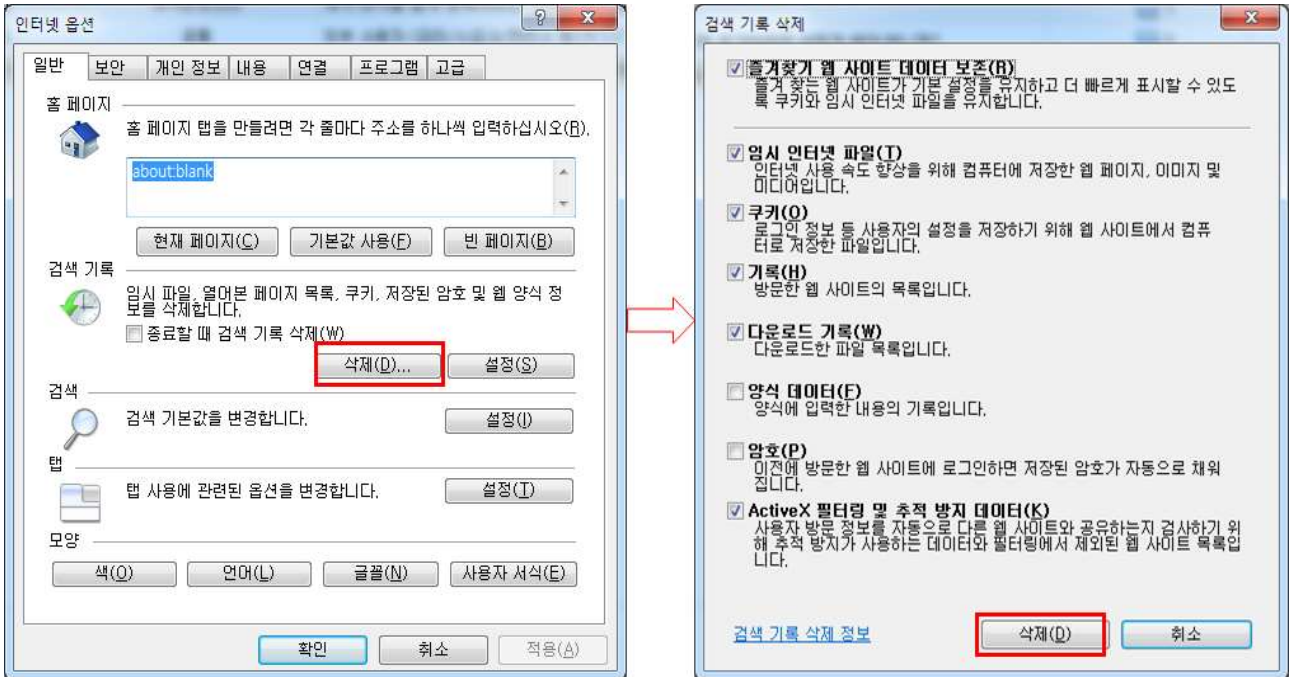 인터넷 옵션
일반 보안 개인 정보 내용 연결 프로그램 고급
홈 페이지
홈 페이지 탭을 만들려면 각 줄마다 주소를 하나씩 입력하십시오(R).
about:blank
현재 페이지(C) 기본값 사용(F) 빈 페이지(B)
검색 기록
임시 파일, 열어본 페이지 목록, 쿠키, 저장된 암호 및 웹 양식 정
보를 삭제합니다.
종료할 때 검색 기록 삭제(W)
삭제(D)... 설정(S)
검색
검색 기본값을 변경합니다. 설정(I)
탭
탭 사용에 관련된 옵션을 변경합니다. 설정(T)
모양
색(O) 언어(L) 글꼴(N) 사용자 서식(E)
확인 취소 적용(A)
검색 기록 삭제
즐겨찾기 웹 사이트 데이터 보존(R)
즐겨 찾는 웹 사이트가 기본 설정을 유지하고 더 빠르게 표시할 수 있도
록 쿠키와 임시 인터넷 파일을 유지합니다.
임시 인터넷 파일(T)
인터넷 사용 속도 향상을 위해 컴퓨터에 저장한 웹 페이지, 이미지 및
미디어입니다.
쿠키(O)
로그인 정보 등 사용자의 설정을 저장하기 위해 웹 사이트에서 컴퓨
터로 저장한 파일입니다.
기록(H)
방문한 웹 사이트의 목록입니다.
다운로드 기록(W)
다운로드한 파일 목록입니다.
양식 데이터(F)
양식에 입력한 내용의 기록입니다.
암호(P)
이전에 방문한 웹 사이트에 로그인하면 저장된 암호가 자동으로 채워
집니다.
ActiveX 필터링 및 추적 방지 데이터(K)
사용자 방문 정보를 자동으로 다른 웹 사이트와 공유하는지 검사하기 위
해 추적 방지가 사용하는 데이터와 필터링에서 제외된 웹 사이트 목록입
니다.
검색 기록 삭제 정보 삭제(D) 취소